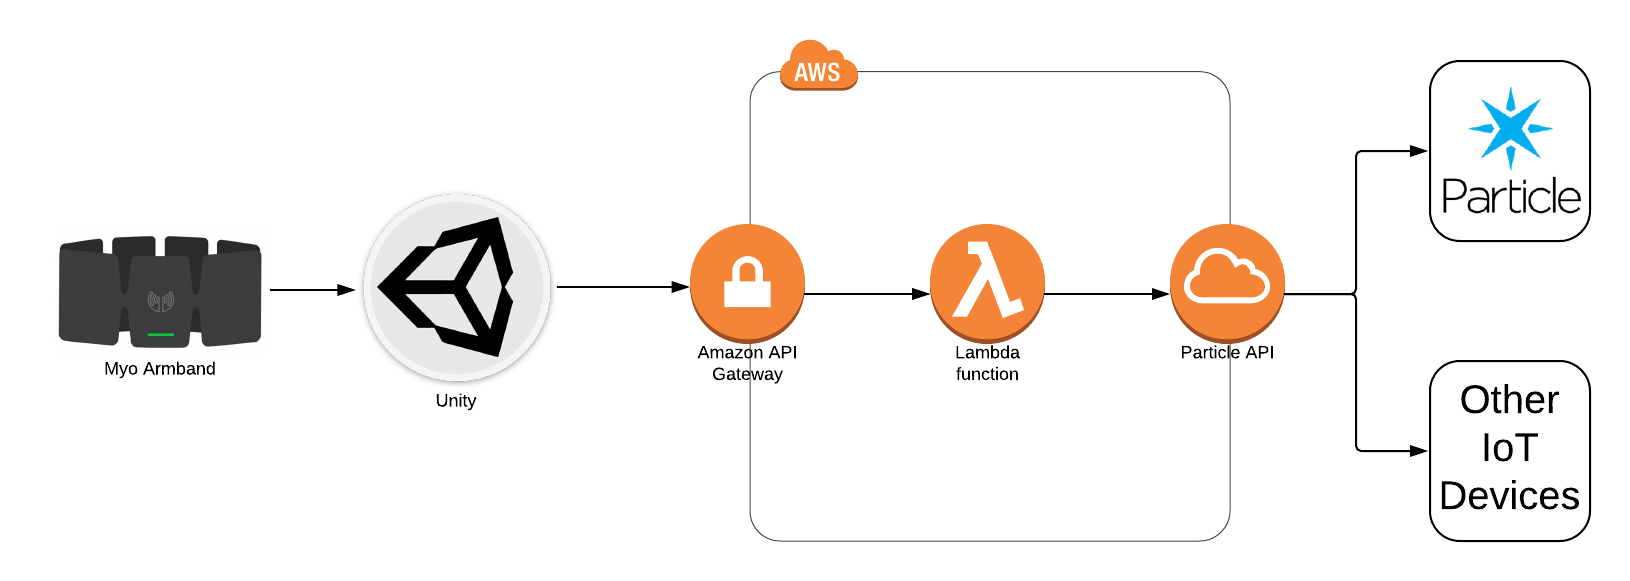 AWS
Particle
Myo Armband
Unity
Amazon API
Gateway
Lambda
function
Particle API
Other
IoT
Devices